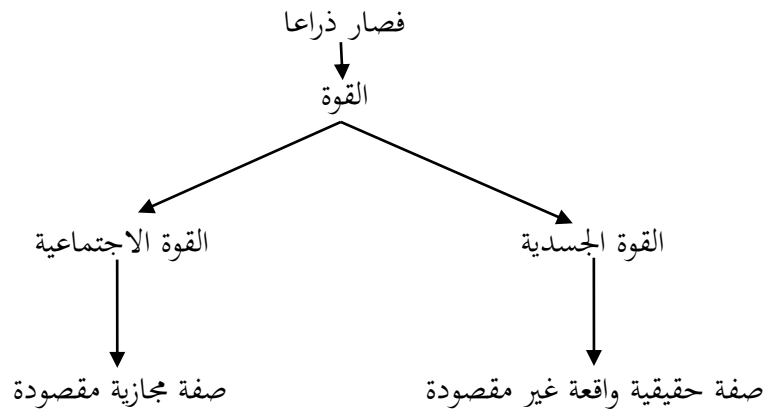 فصار ذراعا
القوة
القوة الجسدية
القوة الاجتماعية
صفة حقيقية واقعة غير مقصودة
صفة مجازية مقصودة